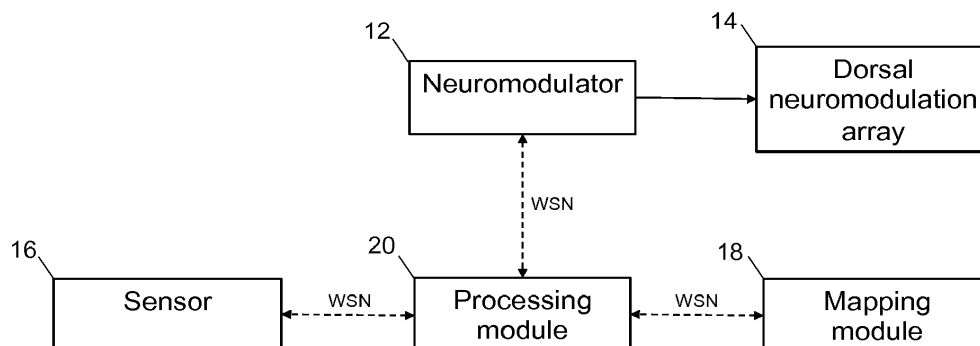 12
Neuromodulator
14
Dorsal
neuromodulation
array
WSN
16
Sensor
WSN
20
Processing
module
WSN
18
Mapping
module